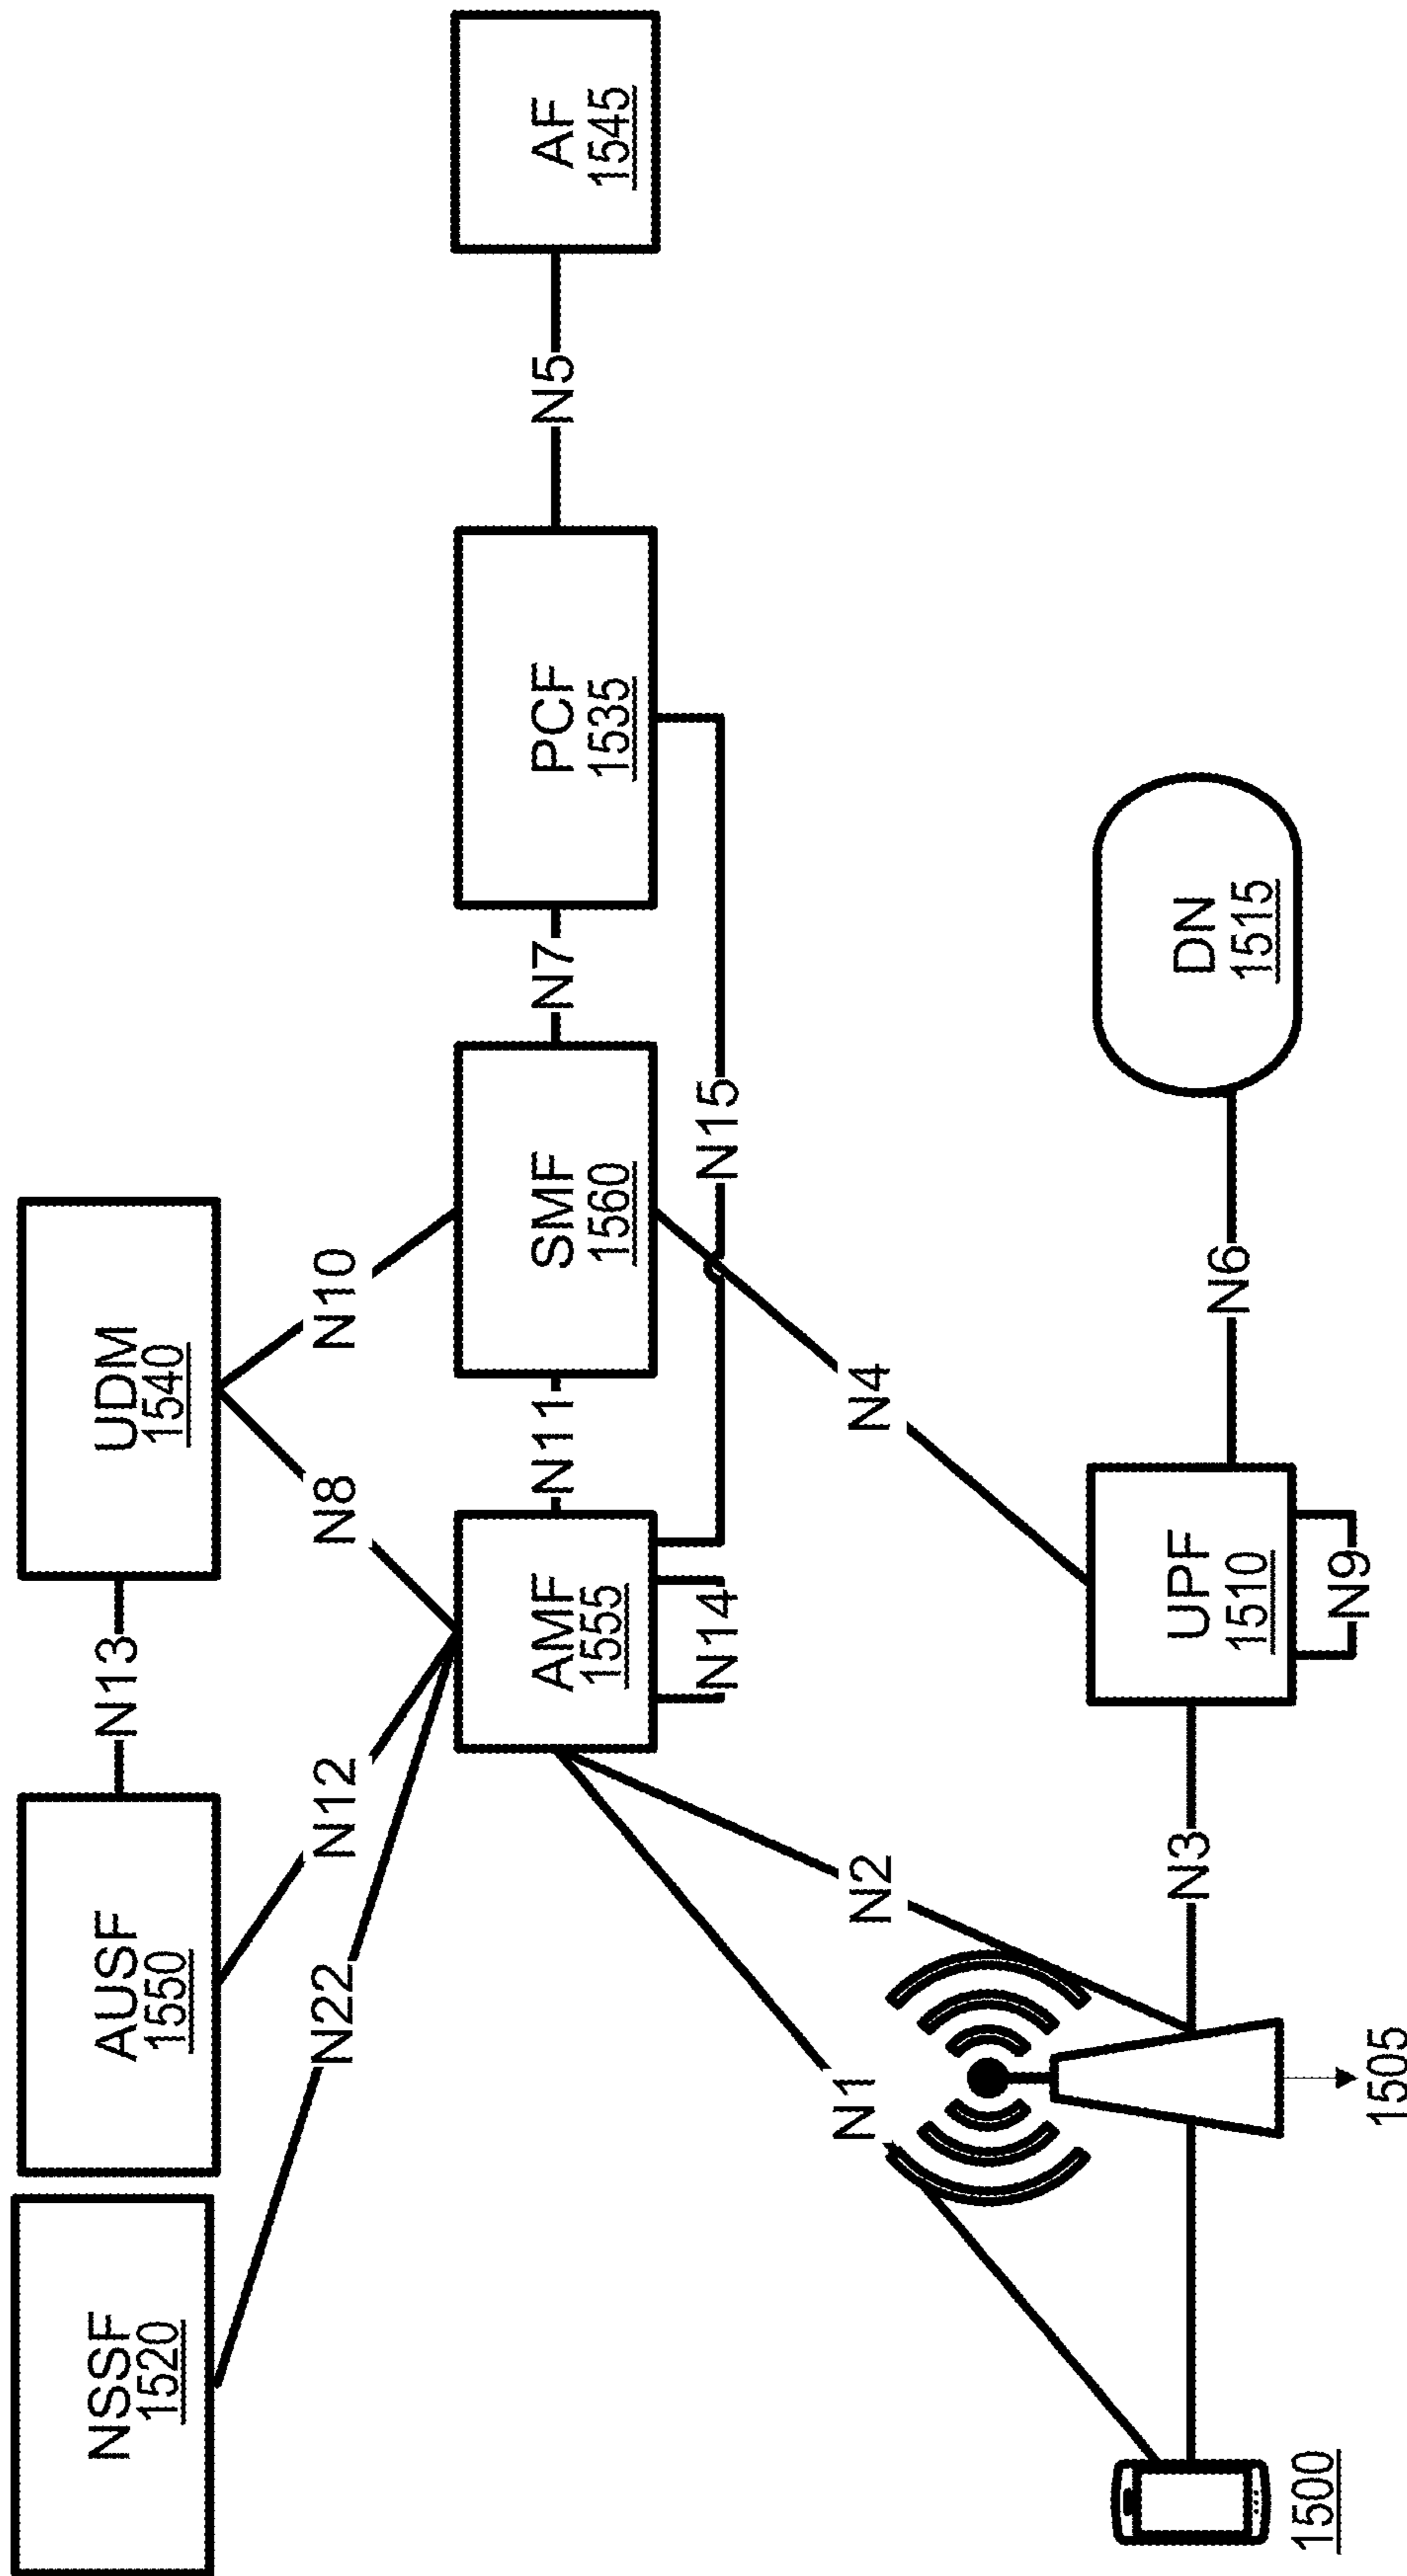 NSSF
1520
AUSF
1550
N13
UDM
1540
N22
N12
N8
N10
AMF
1555
N11
SMF
1560
N7
PCF
1535
N5
AF
1545
N14
N15
N1
N2
N4
1500
1505
N3
UPF
1510
N9
N6
DN
1515